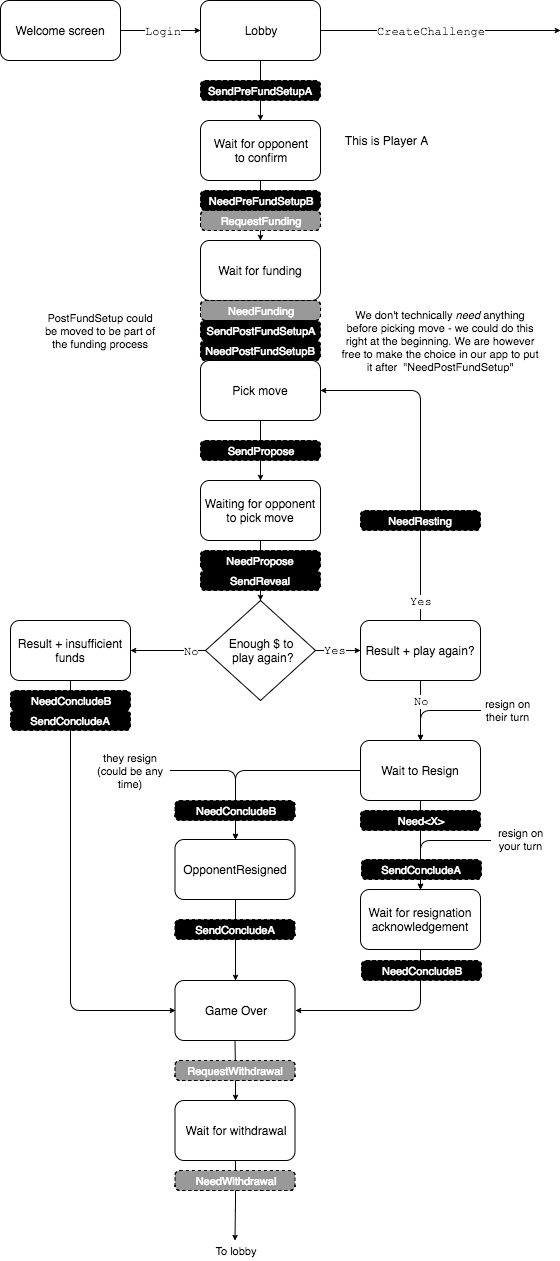 Welcome screen
Login
Lobby
CreateChallenge
SendPreFundSetupA
Wait for opponent
to confirm
This is Player A
NeedPreFundSetupB
RequestFunding
Wait for funding
NeedFunding
SendPostFundSetupA
NeedPostFundSetupB
PostFundSetup could
be moved to be part of
the funding process
We don't technically need anything
before picking move - we could do this
right at the beginning. We are however
free to make the choice in our app to put
it after "NeedPostFundSetup"
Pick move
SendPropose
Waiting for opponent
to pick move
NeedResting
NeedPropose
SendReveal
Yes
Result + insufficient
funds
No
Enough $ to
play again?
Yes
Result + play again?
NeedConcludeB
SendConcludeA
No
resign on
their turn
they resign
(could be any
time)
Wait to Resign
NeedConcludeB
Need<X>
resign on
your turn
OpponentResigned
SendConcludeA
Wait for resignation
acknowledgement
SendConcludeA
NeedConcludeB
Game Over
RequestWithdrawal
Wait for withdrawal
NeedWithdrawal
To lobby